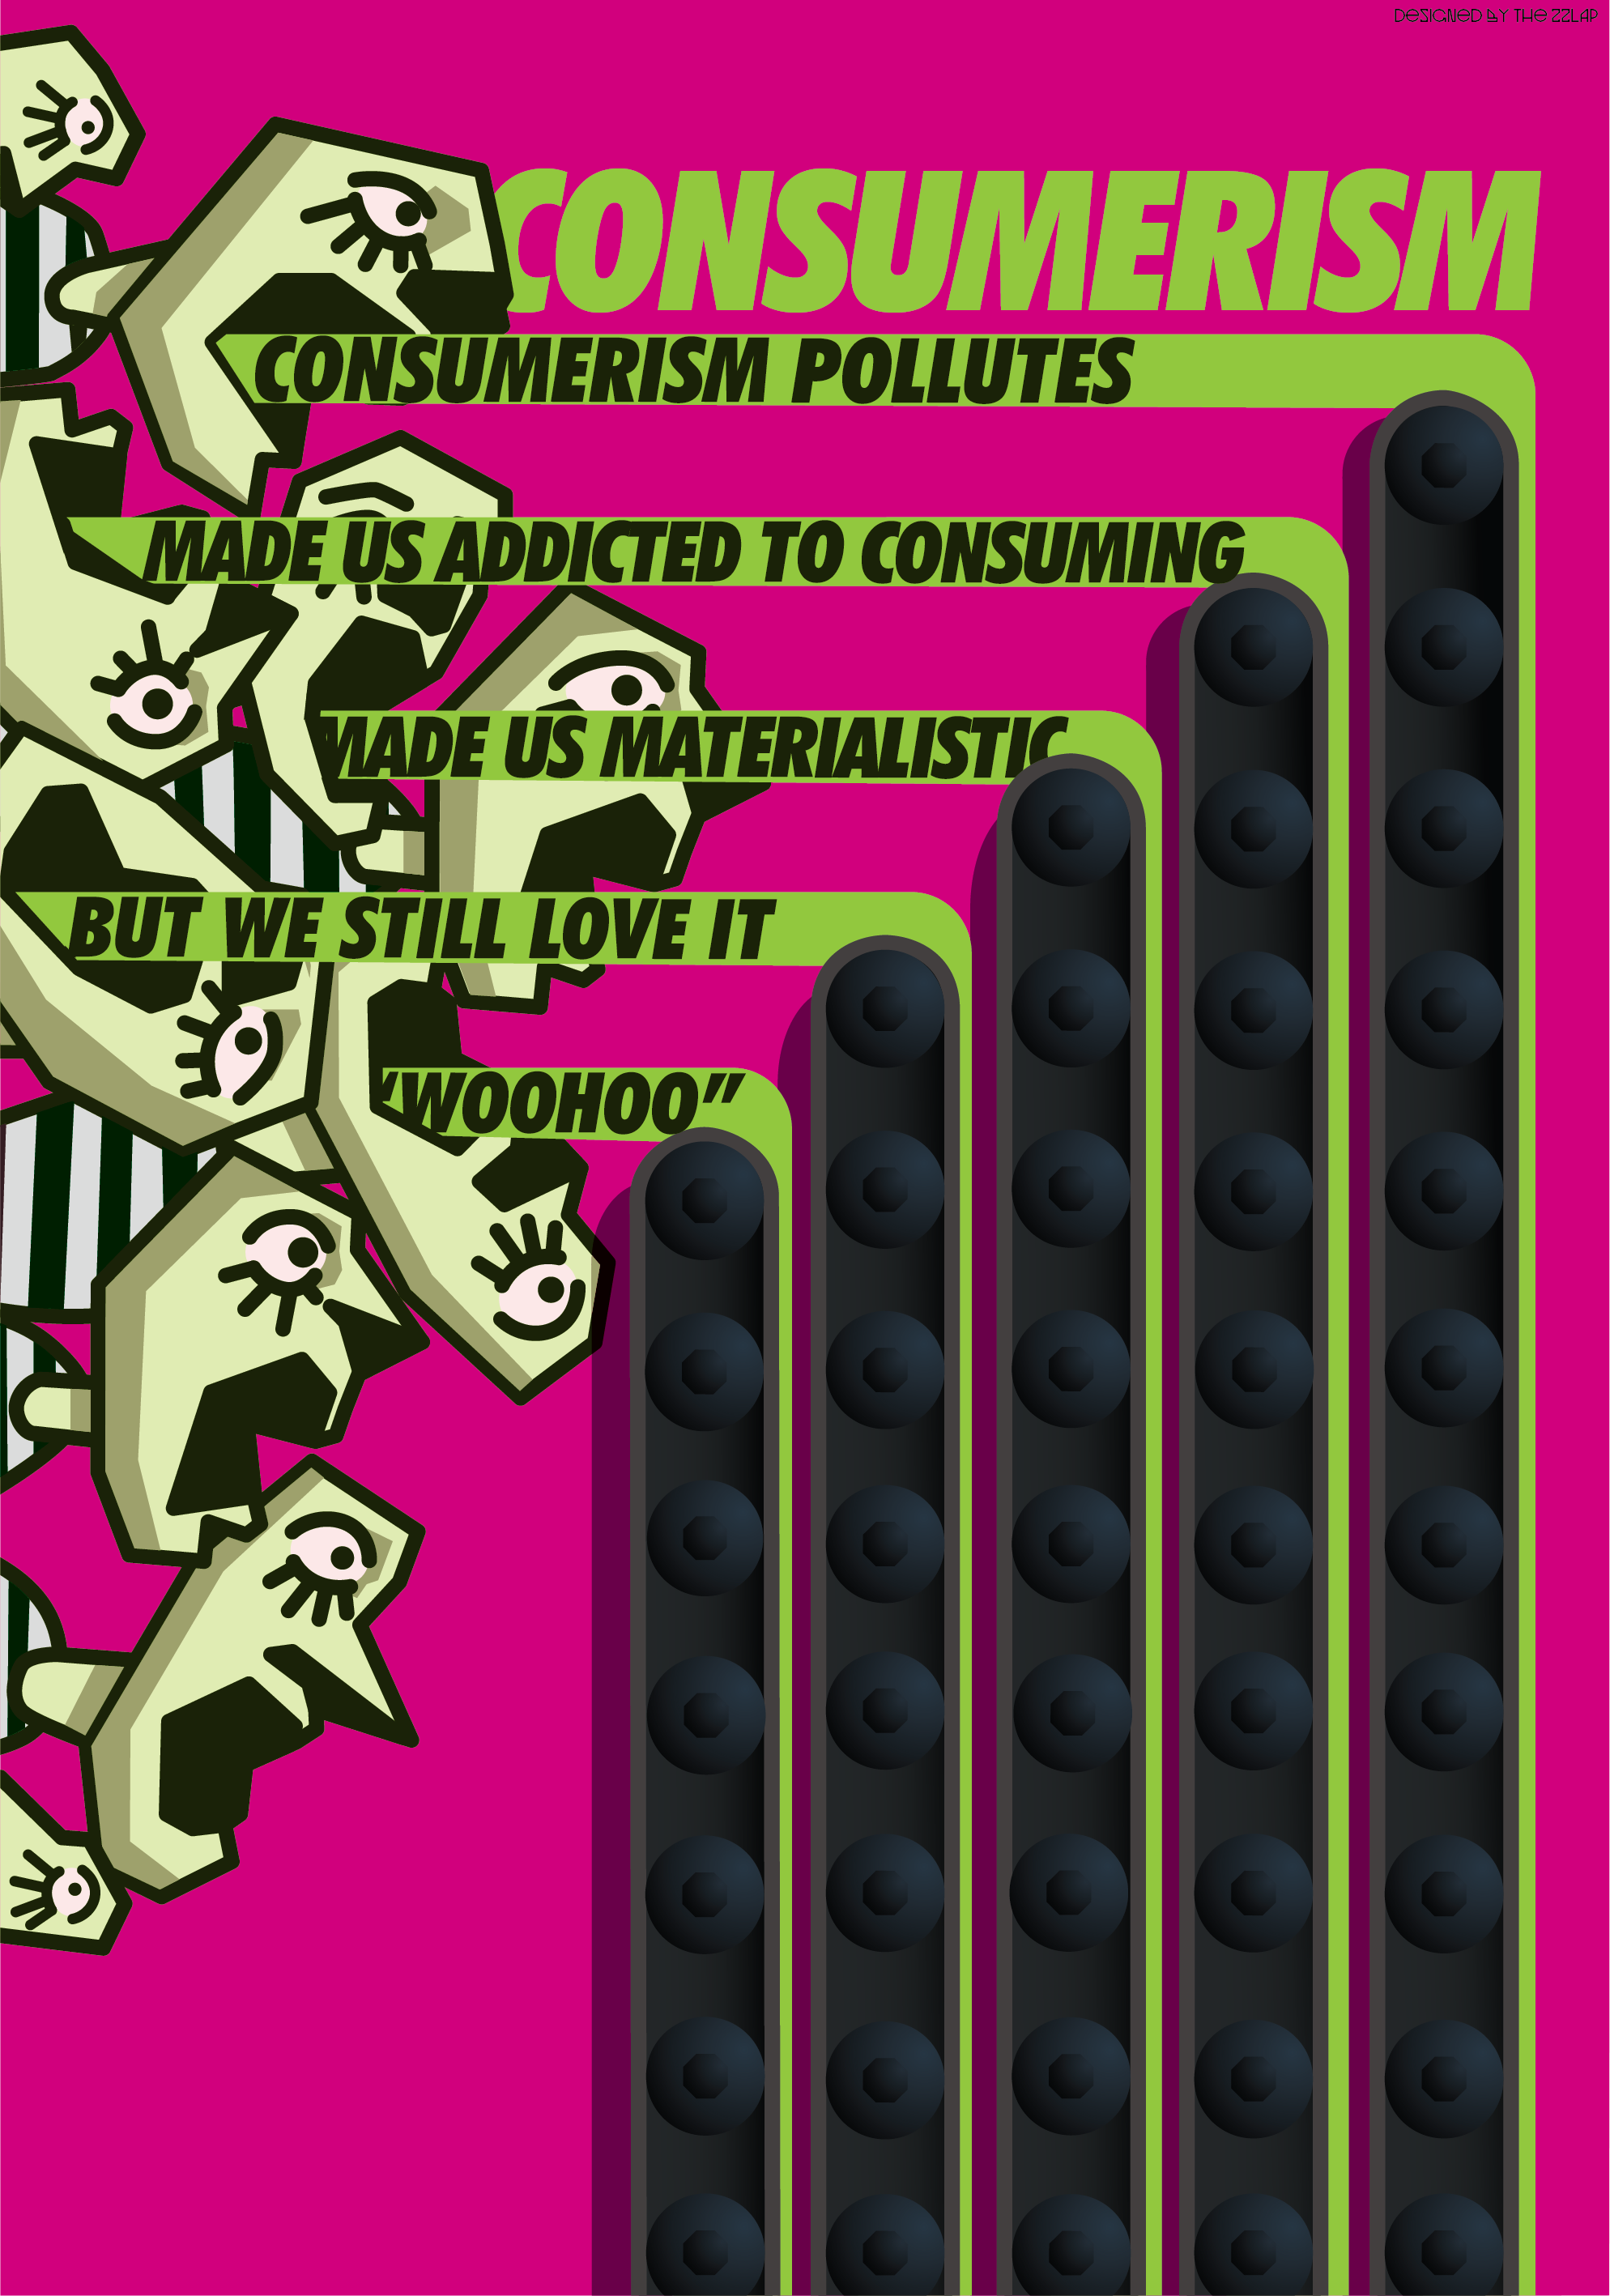 DESIGNED BY THE ZZLAP
CONSUMERISM
CONSUMERISM POLLUTES
MADE US ADDICTED TO CONSUMING
MADE US MATERIALISTIC
BUT WE STILL LOVE IT
“WOOHOO”